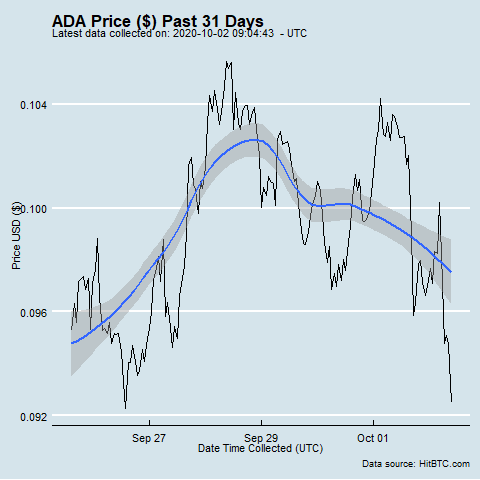 ADA Price ($) Past 31 Days
Latest data collected on: 2020-10-02 09:04:43 - UTC
0.104
0.100
0.096
0.092
Price USD ($)
Sep 27
Sep 29
Oct 01
Date Time Collected (UTC)
Data source: HitBTC.com